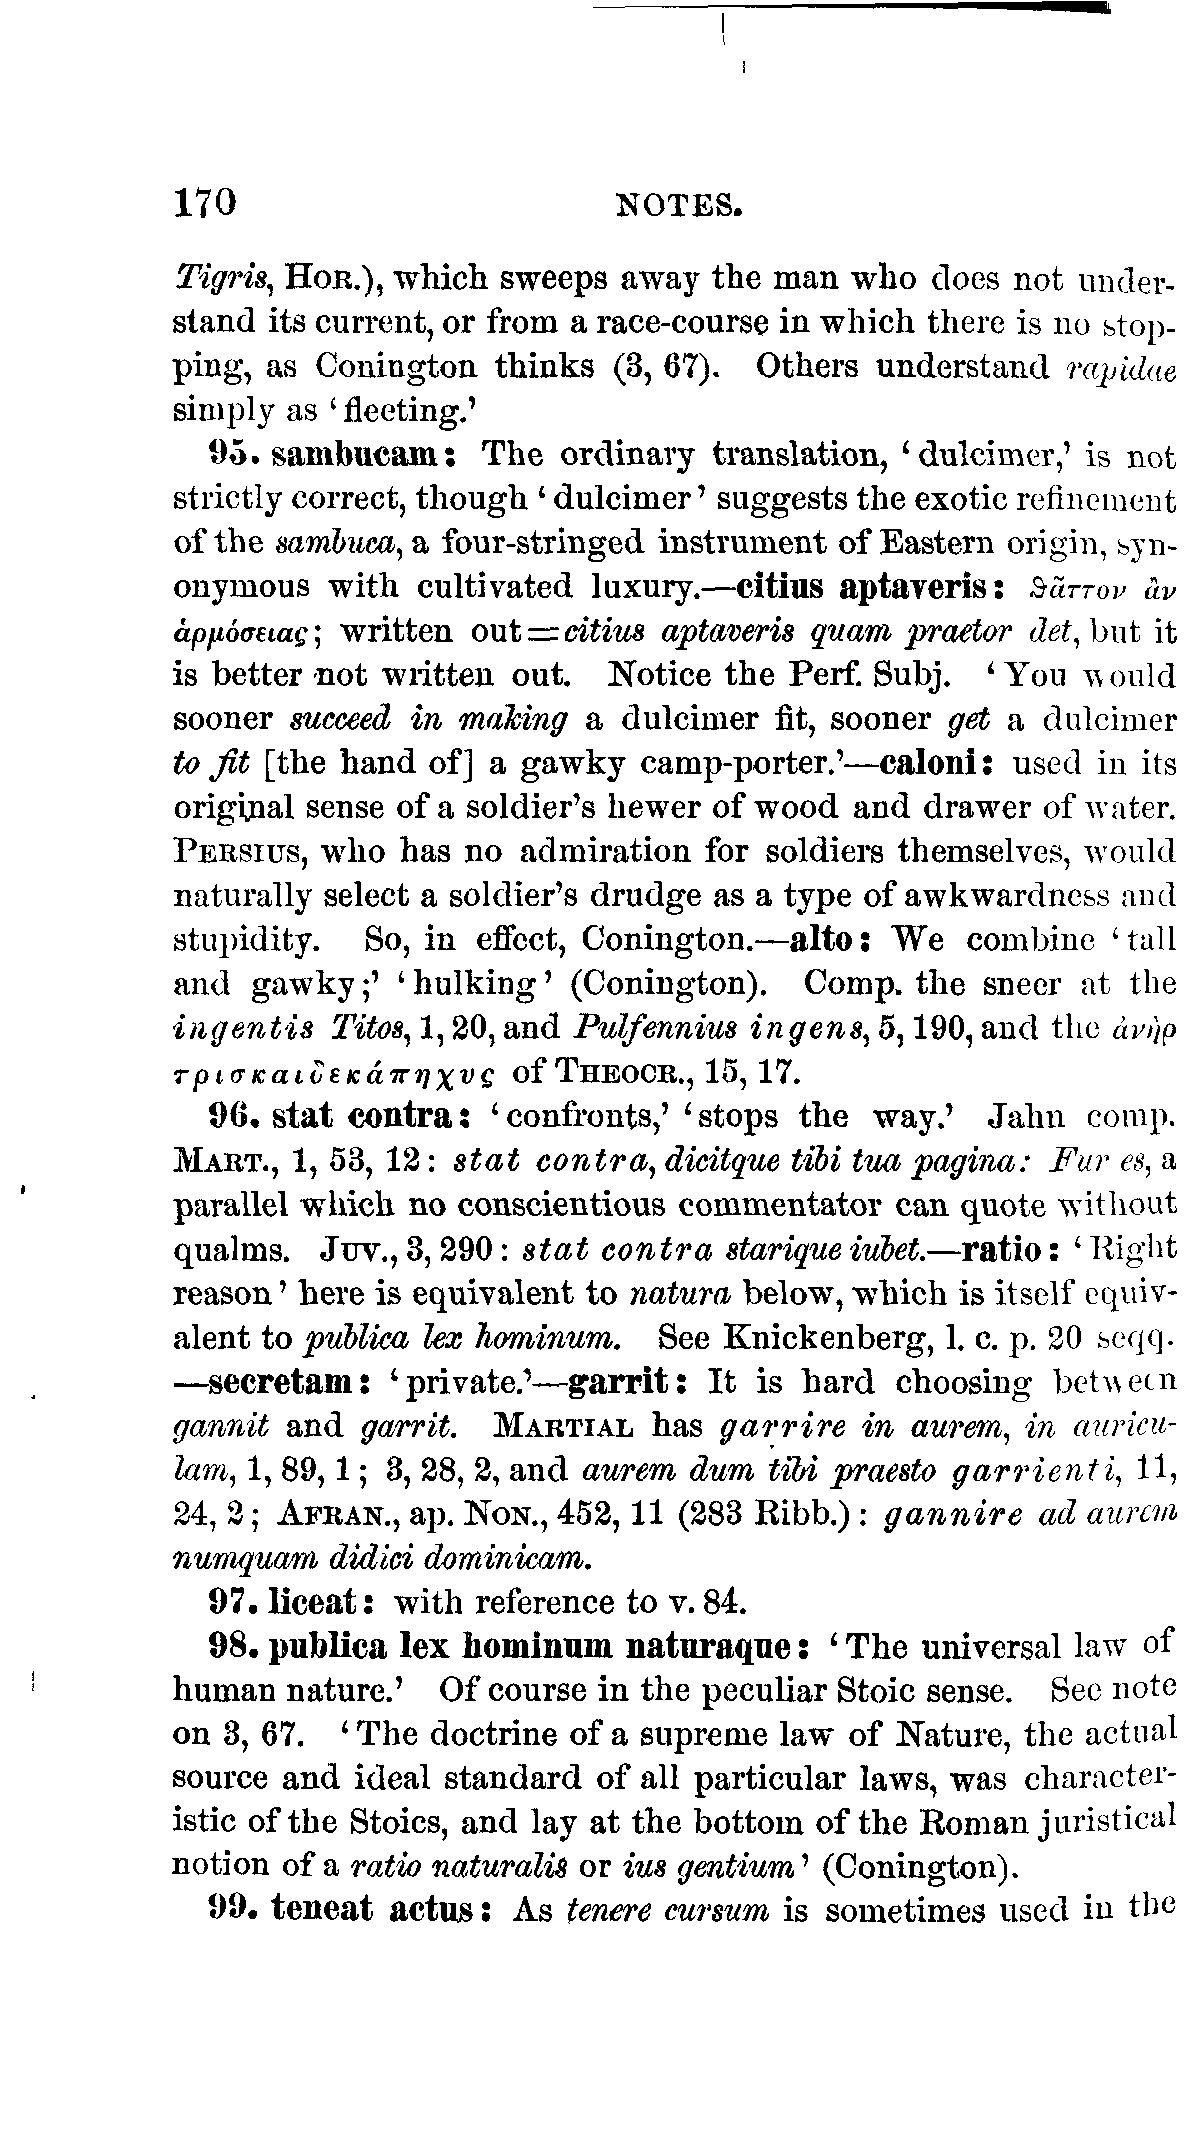 170 NOTES.
Tigris, HOR.), which sweeps away the man who does not under-
stand its current, or from a race-course in which there is no stop-
ping, as Conington thinks (3, 67). Others understand rapidae
simply as ‘fleeting.’
95. sambucam: The ordinary translation, ‘dulcimer,’ is not
strictly correct, though ‘dulcimer’ suggests the exotic refinement
of the sambuca, a four-stringed instrument of Eastern origin, syn-
onymous with cultivated luxury.—citius aptaveris: ϑᾶττον ἂν
ἁρμόσειας; written out=citius aptaveris quam praetor det, but it
is better not written out. Notice the Perf. Subj. ‘You would
sooner succeed in making a dulcimer fit, sooner get a dulcimer
to fit [the hand of] a gawky camp-porter.’—caloni: used in its
original sense of a soldier’s hewer of wood and drawer of water.
PERSIUS, who has no admiration for soldiers themselves, would
naturally select a soldier’s drudge as a type of awkwardness and
stupidity. So, in effect, Conington.—alto: We combine ‘tall
and gawky;’ ‘hulking’ (Conington). Comp. the sneer at the
ingentis Titos, 1, 20, and Pulfennius ingens, 5, 190, and the ἀνὴρ
τρισκαιδεκάπηχυς of THEOCR., 15, 17.
96. stat contra: ‘confronts,’ ‘stops the way.’ Jahn comp.
MART., 1, 53, 12: stat contra, dicitque tibi tua pagina: Fur es, a
parallel which no conscientious commentator can quote without
qualms. JUV., 3, 290: stat contra starique iubet.—ratio: ‘Right
reason’ here is equivalent to natura below, which is itself equiv-
alent to publica lex hominum. See Knickenberg, l. c. p. 20 seqq.
—secretam: ‘private.’—garrit: It is hard choosing between
gannit and garrit. MARTIAL has garrire in aurem, in auricu-
lam, 1, 89, 1; 3, 28, 2, and aurem dum tibi praesto garrienti, 11,
24, 2; AFRAN., ap. NON., 452, 11 (283 Ribb.): gannire ad aurem
numquam didici dominicam.
97. liceat: with reference to v. 84.
98. publica lex hominum naturaque: ‘The universal law of
human nature.’ Of course in the peculiar Stoic sense. See note
on 3, 67. ‘The doctrine of a supreme law of Nature, the actual
source and ideal standard of all particular laws, was character-
istic of the Stoics, and lay at the bottom of the Roman juristical
notion of a ratio naturalis or ius gentium’ (Conington).
99. teneat actus: As tenere cursum is sometimes used in the